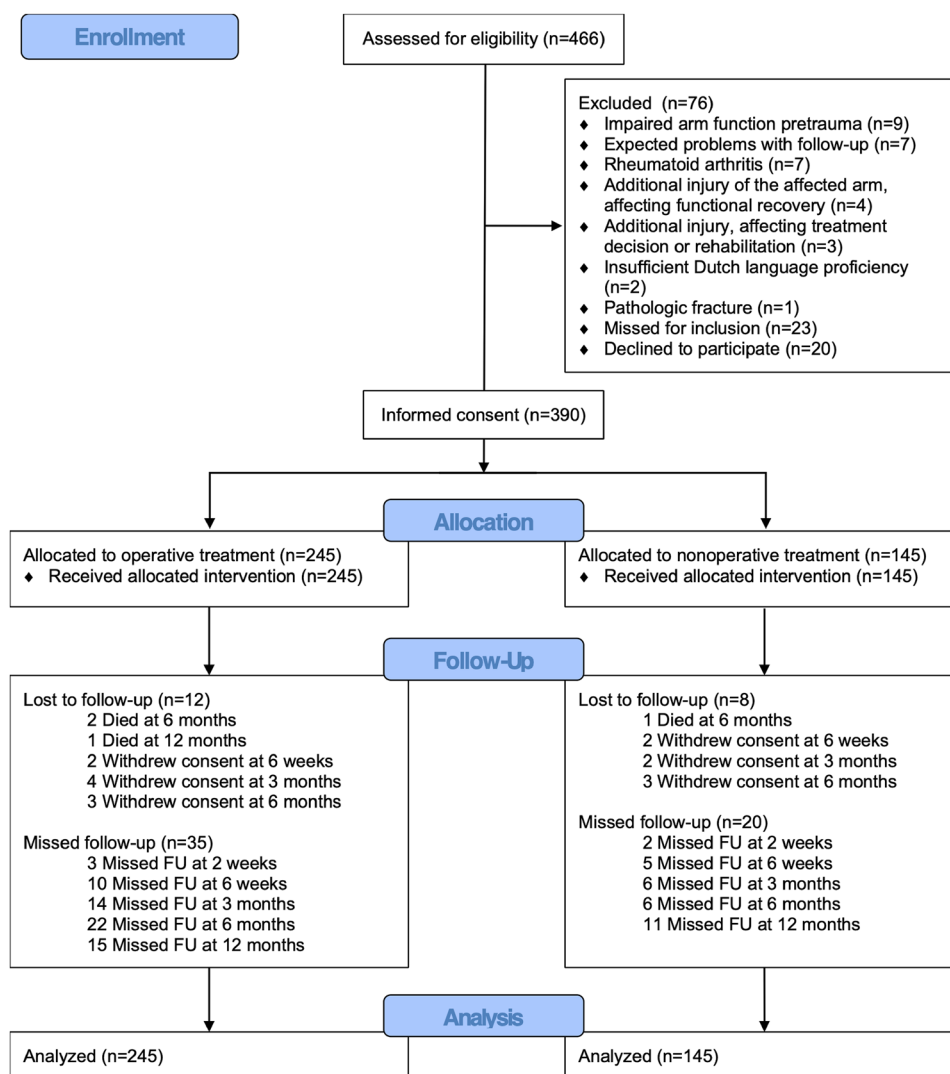 Enrollment
Assessed for eligibility (n=466)
Excluded  (n=76)
♦ Impaired arm function pretrauma (n=9)
♦ Expected problems with follow-up (n=7)
♦ Rheumatoid arthritis (n=7)
♦ Additional injury of the affected arm,
affecting functional recovery (n=4)
♦ Additional injury, affecting treatment
decision or rehabilitation (n=3)
♦ Insufficient Dutch language proficiency
(n=2)
♦ Pathologic fracture (n=1)
♦ Missed for inclusion (n=23)
♦ Declined to participate (n=20)
Informed consent (n=390)
Allocation
Allocated to operative treatment (n=245)
♦ Received allocated intervention (n=245)
Allocated to nonoperative treatment (n=145)
♦ Received allocated intervention (n=145)
Follow-Up
Lost to follow-up (n=12)
2 Died at 6 months
1 Died at 12 months
2 Withdrew consent at 6 weeks
4 Withdrew consent at 3 months
3 Withdrew consent at 6 months
Missed follow-up (n=35)
3 Missed FU at 2 weeks
10 Missed FU at 6 weeks
14 Missed FU at 3 months
22 Missed FU at 6 months
15 Missed FU at 12 months
Lost to follow-up (n=8)
1 Died at 6 months
2 Withdrew consent at 6 weeks
2 Withdrew consent at 3 months
3 Withdrew consent at 6 months
Missed follow-up (n=20)
2 Missed FU at 2 weeks
5 Missed FU at 6 weeks
6 Missed FU at 3 months
6 Missed FU at 6 months
11 Missed FU at 12 months
Analysis
Analyzed (n=245)
Analyzed (n=145)